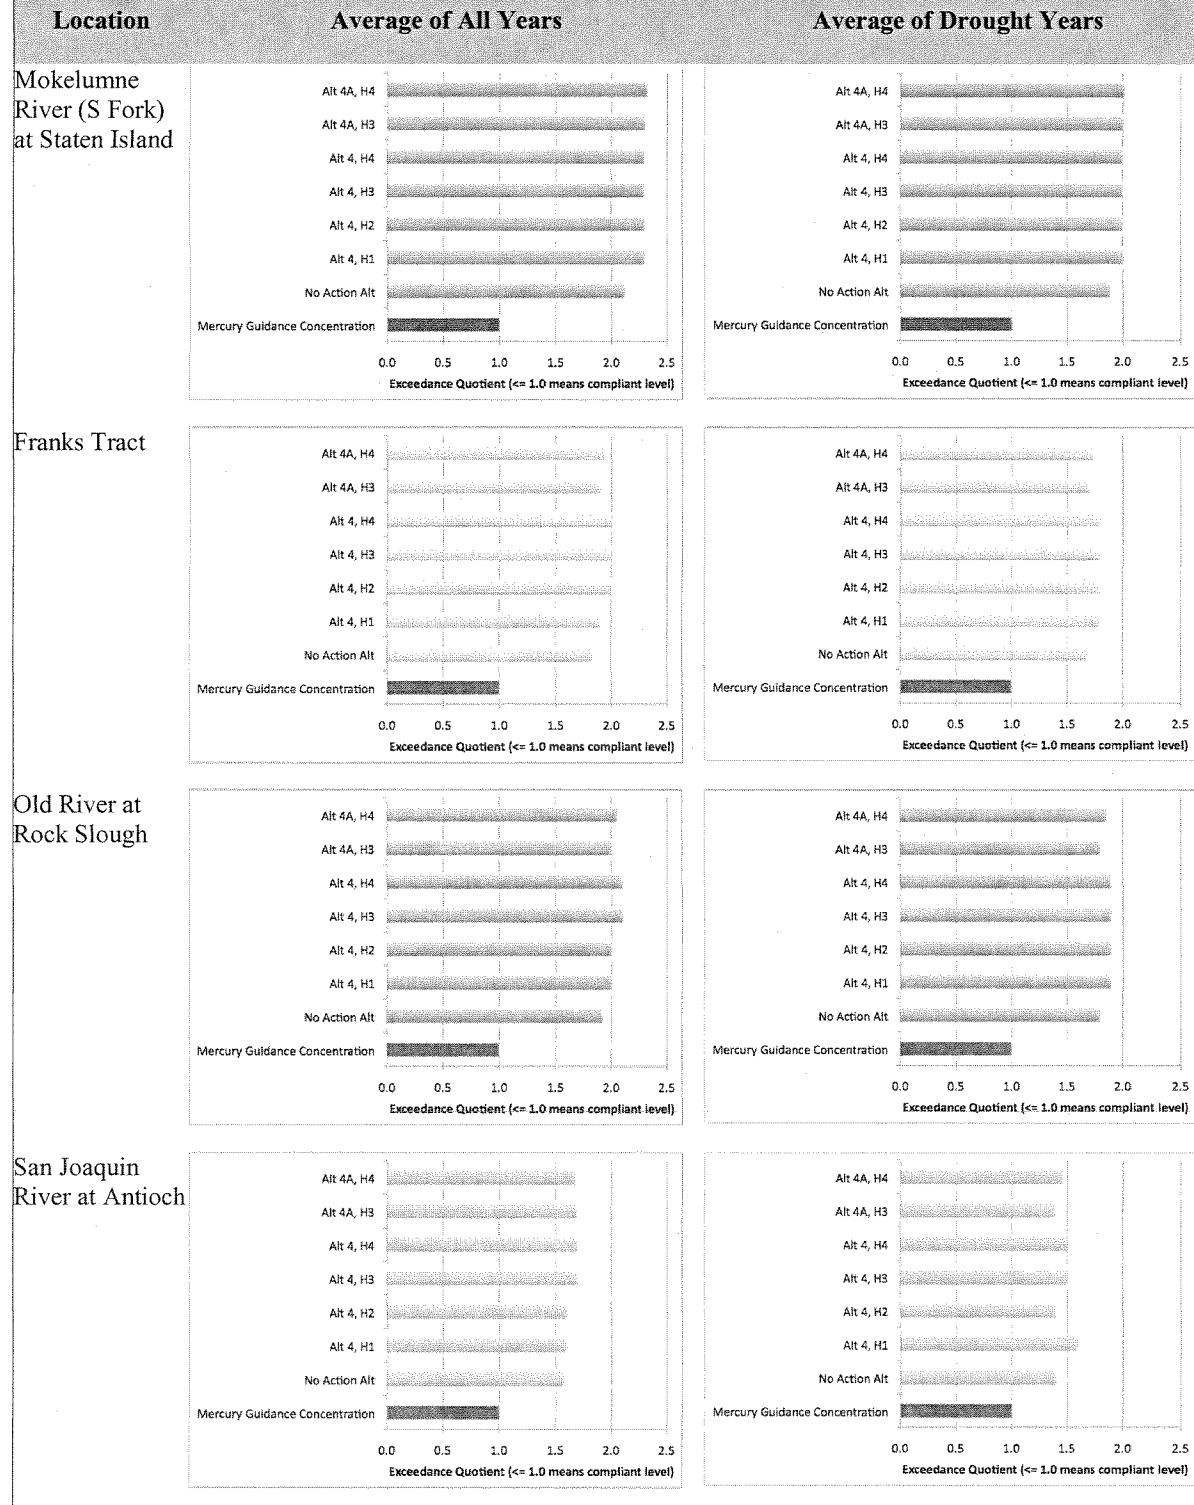 Location Average of All Years Average of Drought Years
Mokelumne
River (S Fork)
at Staten Island
Alt 4A, H4
Alt 4A, H3
Alt 4, H4
Alt 4, H3
Alt 4, H2
Alt 4, H1
No Action Alt
Mercury Guidance Concentration
0.0 0.5 1.0 1.5 2.0 2.5
Exceedance Quotient (<= 1.0 means compliant level)
Alt 4A, H4
Alt 4A, H3
Alt 4, H4
Alt 4, H3
Alt 4, H2
Alt 4, H1
No Action Alt
Mercury Guidance Concentration
0.0 0.5 1.0 1.5 2.0 2.5
Exceedance Quotient (<= 1.0 means compliant level)
Franks Tract
Alt 4A, H4
Alt 4A, H3
Alt 4, H4
Alt 4, H3
Alt 4, H2
Alt 4, H1
No Action Alt
Mercury Guidance Concentration
0.0 0.5 1.0 1.5 2.0 2.5
Exceedance Quotient (<= 1.0 means compliant level)
Alt 4A, H4
Alt 4A, H3
Alt 4, H4
Alt 4, H3
Alt 4, H2
Alt 4, H1
No Action Alt
Mercury Guidance Concentration
0.0 0.5 1.0 1.5 2.0 2.5
Exceedance Quotient (<= 1.0 means compliant level)
Old River at
Rock Slough
Alt 4A, H4
Alt 4A, H3
Alt 4, H4
Alt 4, H3
Alt 4, H2
Alt 4, H1
No Action Alt
Mercury Guidance Concentration
0.0 0.5 1.0 1.5 2.0 2.5
Exceedance Quotient (<= 1.0 means compliant level)
Alt 4A, H4
Alt 4A, H3
Alt 4, H4
Alt 4, H3
Alt 4, H2
Alt 4, H1
No Action Alt
Mercury Guidance Concentration
0.0 0.5 1.0 1.5 2.0 2.5
Exceedance Quotient (<= 1.0 means compliant level)
San Joaquin
River at Antioch
Alt 4A, H4
Alt 4A, H3
Alt 4, H4
Alt 4, H3
Alt 4, H2
Alt 4, H1
No Action Alt
Mercury Guidance Concentration
0.0 0.5 1.0 1.5 2.0 2.5
Exceedance Quotient (<= 1.0 means compliant level)
Alt 4A, H4
Alt 4A, H3
Alt 4, H4
Alt 4, H3
Alt 4, H2
Alt 4, H1
No Action Alt
Mercury Guidance Concentration
0.0 0.5 1.0 1.5 2.0 2.5
Exceedance Quotient (<= 1.0 means compliant level)